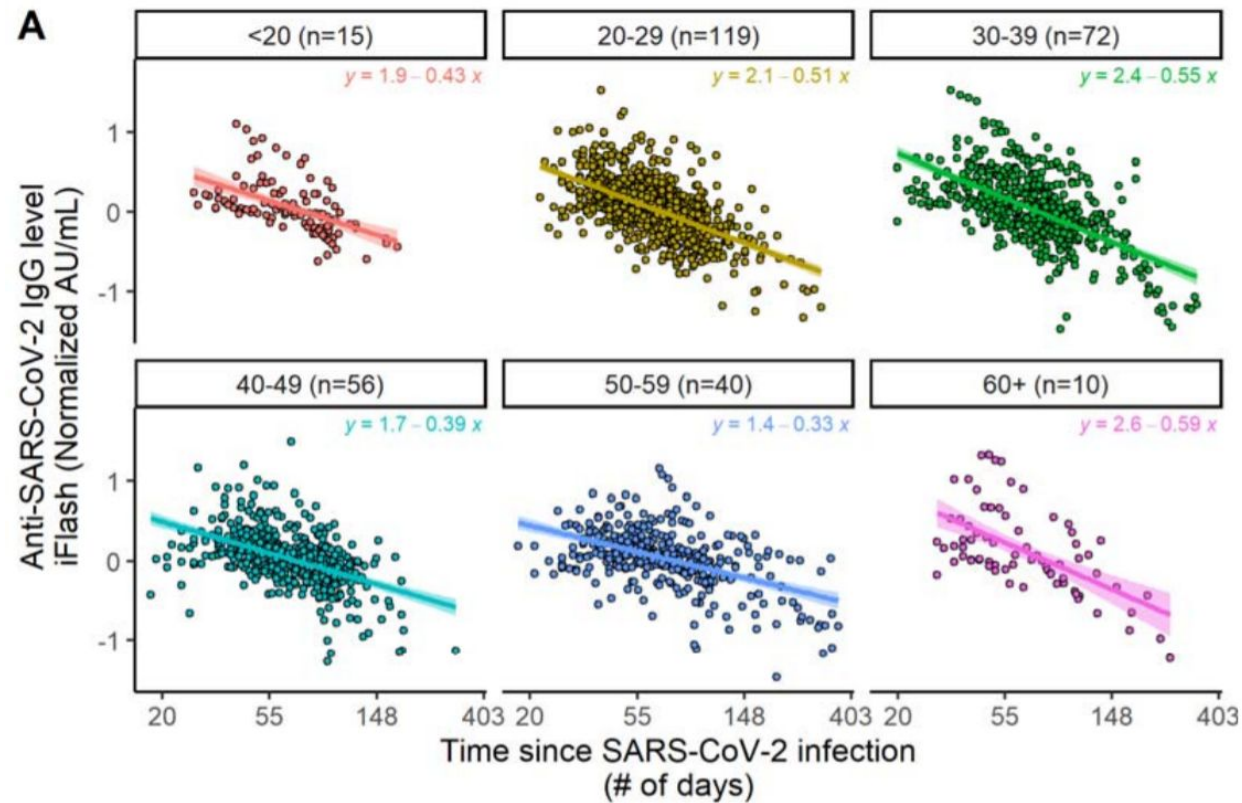 A
<20 (n=15)
20-29 (n=119)
30-39 (n=72)
y = 1.9 – 0.43 x
y = 2.1 – 0.51 x
y = 2.4 – 0.55 x
1
0
-1
40-49 (n=56)
50-59 (n=40)
60+ (n=10)
y = 1.7 – 0.39 x
y = 1.4 – 0.33 x
y = 2.6 – 0.59 x
1
0
-1
Anti-SARS-CoV-2 IgG level
iFlash (Normalized AU/mL)
20 55 148 403 20 55 148 403 20 55 148 403
Time since SARS-CoV-2 infection
(# of days)